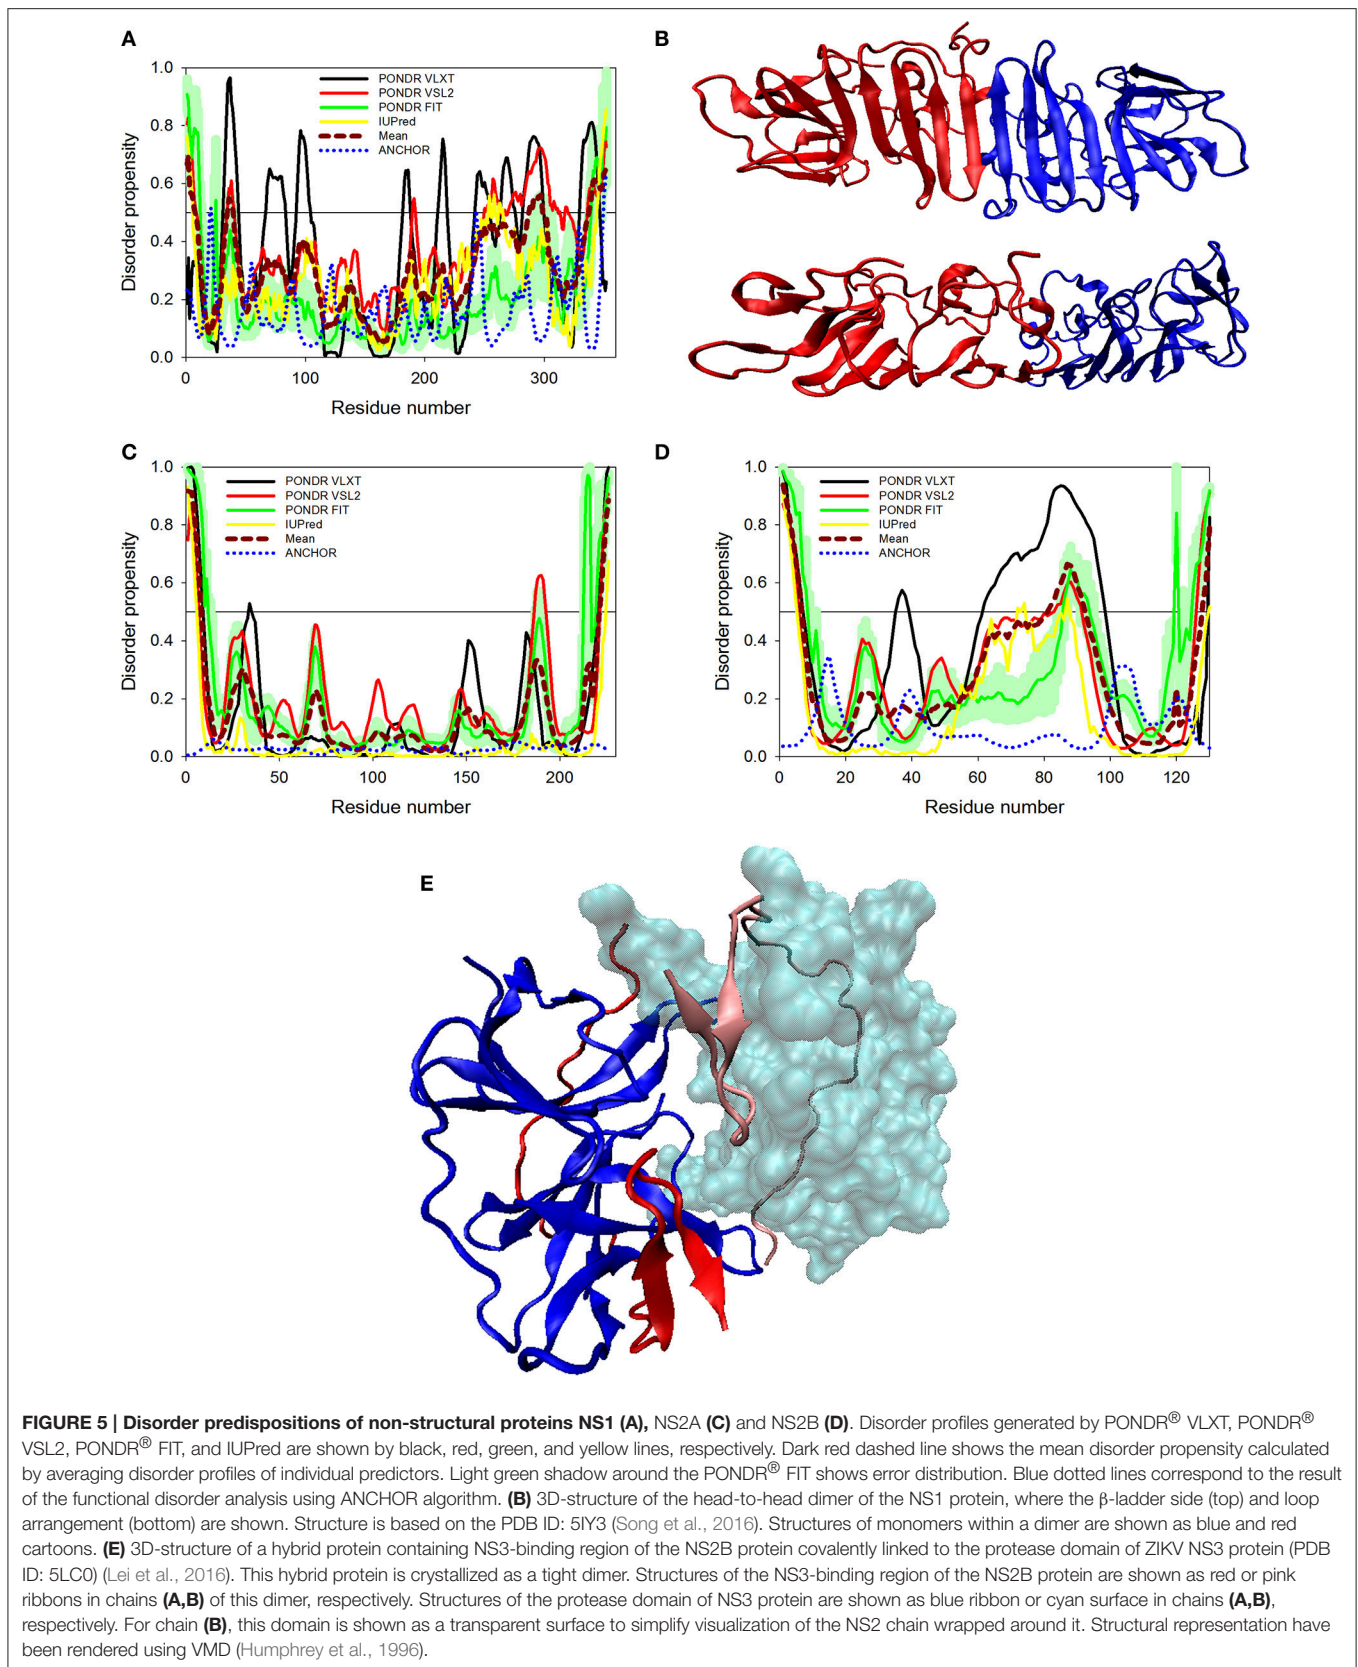 A
1.0
0.8
0.6
0.4
0.2
0.0
Disorder propensity
PONDR VLXT
PONDR VSL2
PONDR FIT
IUPred
Mean
ANCHOR
0 100 200 300
Residue number
B
C
1.0
0.8
0.6
0.4
0.2
0.0
Disorder propensity
PONDR VLXT
PONDR VSL2
PONDR FIT
IUPred
Mean
ANCHOR
0 50 100 150 200
Residue number
D
1.0
0.8
0.6
0.4
0.2
0.0
Disorder propensity
PONDR VLXT
PONDR VSL2
PONDR FIT
IUPred
Mean
ANCHOR
0 20 40 60 80 100 120
Residue number
E
FIGURE 5 | Disorder predispositions of non-structural proteins NS1 (A), NS2A (C) and NS2B (D). Disorder profiles generated by PONDR® VLXT, PONDR®
VSL2, PONDR® FIT, and IUPred are shown by black, red, green, and yellow lines, respectively. Dark red dashed line shows the mean disorder propensity calculated
by averaging disorder profiles of individual predictors. Light green shadow around the PONDR® FIT shows error distribution. Blue dotted lines correspond to the result
of the functional disorder analysis using ANCHOR algorithm. (B) 3D-structure of the head-to-head dimer of the NS1 protein, where the β-ladder side (top) and loop
arrangement (bottom) are shown. Structure is based on the PDB ID: 5IY3 (Song et al., 2016). Structures of monomers within a dimer are shown as blue and red
cartoons. (E) 3D-structure of a hybrid protein containing NS3-binding region of the NS2B protein covalently linked to the protease domain of ZIKV NS3 protein (PDB
ID: 5LC0) (Lei et al., 2016). This hybrid protein is crystallized as a tight dimer. Structures of the NS3-binding region of the NS2B protein are shown as red or pink
ribbons in chains (A,B) of this dimer, respectively. Structures of the protease domain of NS3 protein are shown as blue ribbon or cyan surface in chains (A,B),
respectively. For chain (B), this domain is shown as a transparent surface to simplify visualization of the NS2 chain wrapped around it. Structural representation have
been rendered using VMD (Humphrey et al., 1996).